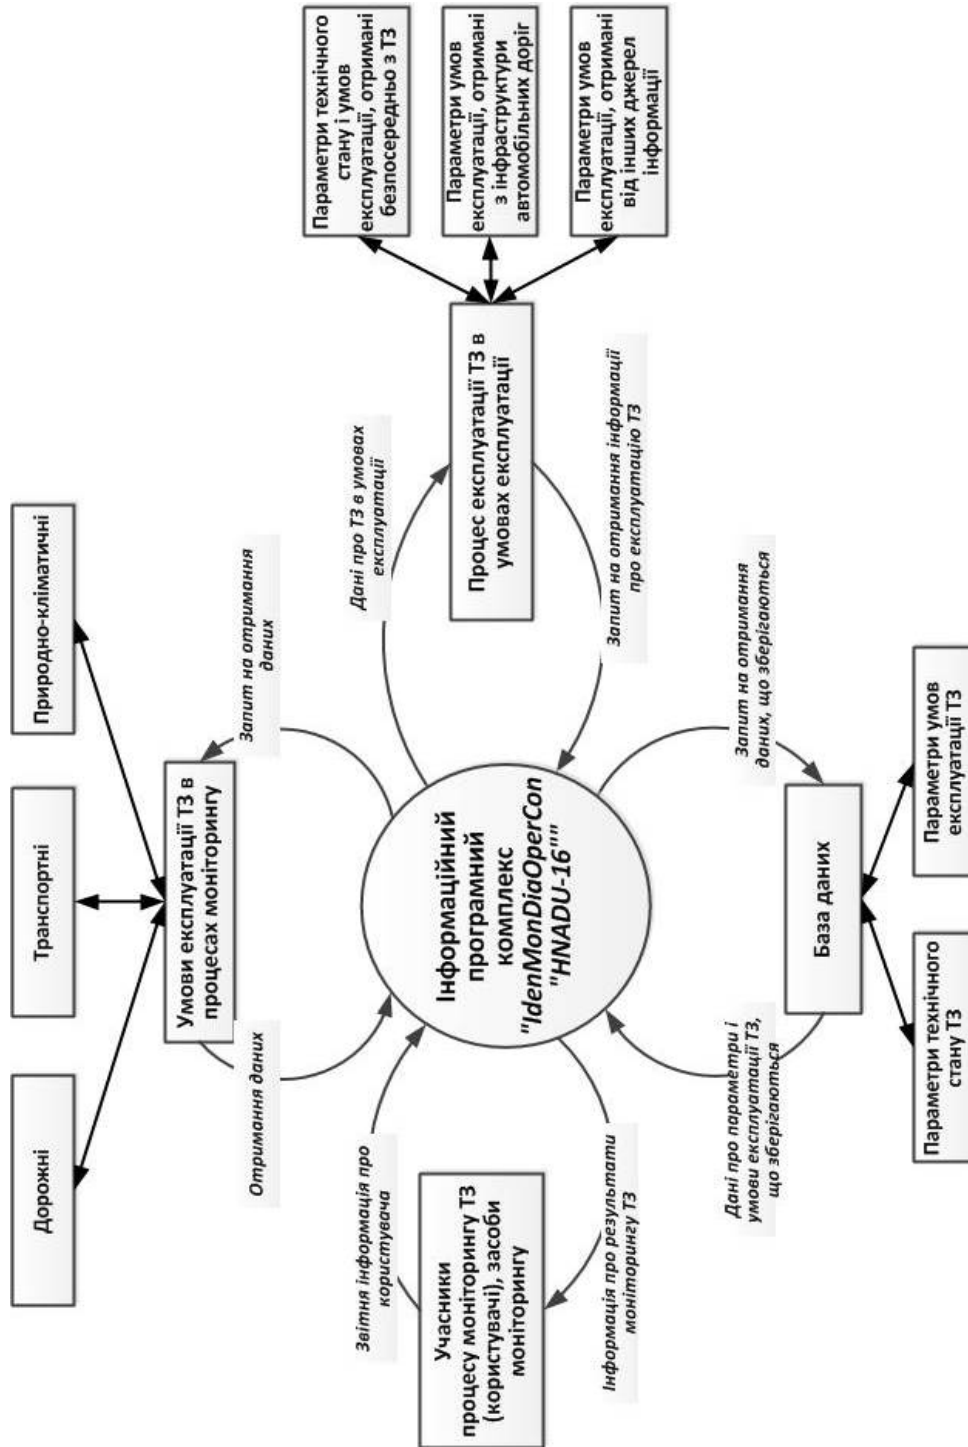 Дорожні
Транспортні
Природно-кліматичні
Умови експлуатації ТЗ в
процесах моніторингу
Отримання даних
Запит на отримання
даних
Звітня інформація про
користувача
Дані про ТЗ в умовах
експлуатації
Учасники
процесу моніторингу ТЗ
(користувачі), засоби
моніторингу
Інформаційний
програмний
комплекс
"IdenMonDiaOperCon
"HNADU-16""
Процес експлуатації ТЗ в
умовах експлуатації
Параметри технічного
стану і умов
експлуатації, отримані
безпосередньо з ТЗ
Параметри умов
експлуатації, отримані
з інфраструктури
автомобільних доріг
Параметри умов
експлуатації, отримані
від інших джерел
інформації
Інформація про результати
моніторингу ТЗ
Запит на отримання інформації
про експлуатацію ТЗ
Дані про параметри і
умови експлуатації ТЗ,
що зберігаються
Запит на отримання
даних, що зберігаються
База даних
Параметри технічного
стану ТЗ
Параметри умов
експлуатації ТЗ